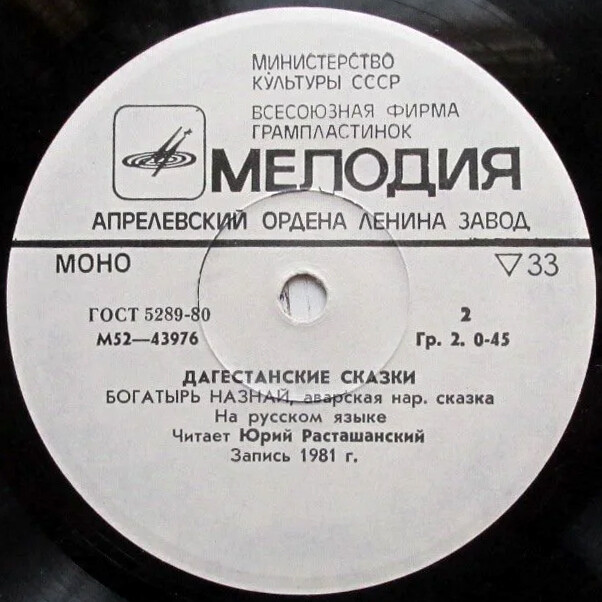 МИНИСТЕРСТВО
КУЛЬТУРЫ СССР
ВСЕСОЮЗНАЯ ФИРМА
ГРАМПЛАСТИНОК
МЕЛОДИЯ
АПРЕЛЕВСКИЙ ОРДЕНА ЛЕНИНА ЗАВОД
МОНО ▽33
ГОСТ 5289-80 2
М52—43976 Гр. 2. 0-45
ДАГЕСТАНСКИЕ СКАЗКИ
БОГАТЫРЬ НАЗНАЙ, аварская нар. сказка
На русском языке
Читает Юрий Расташанский
Запись 1981 г.